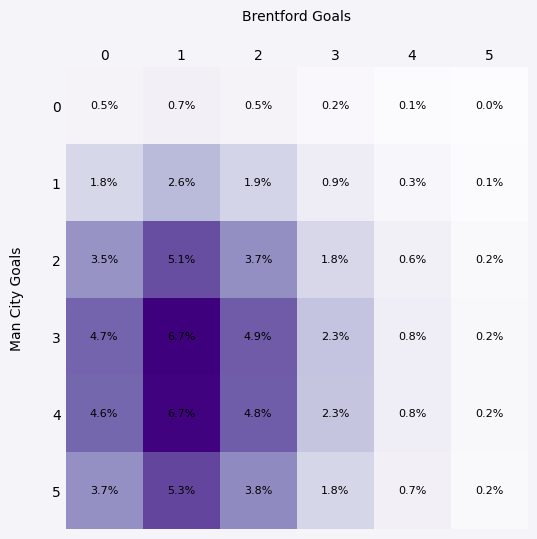 Brentford Goals
0 1 2 3 4 5
0 0.5% 0.7% 0.5% 0.2% 0.1% 0.0%
1 1.8% 2.6% 1.9% 0.9% 0.3% 0.1%
2 3.5% 5.1% 3.7% 1.8% 0.6% 0.2%
Man City Goals
3 4.7% 6.7% 4.9% 2.3% 0.8% 0.2%
4 4.6% 6.7% 4.8% 2.3% 0.8% 0.2%
5 3.7% 5.3% 3.8% 1.8% 0.7% 0.2%